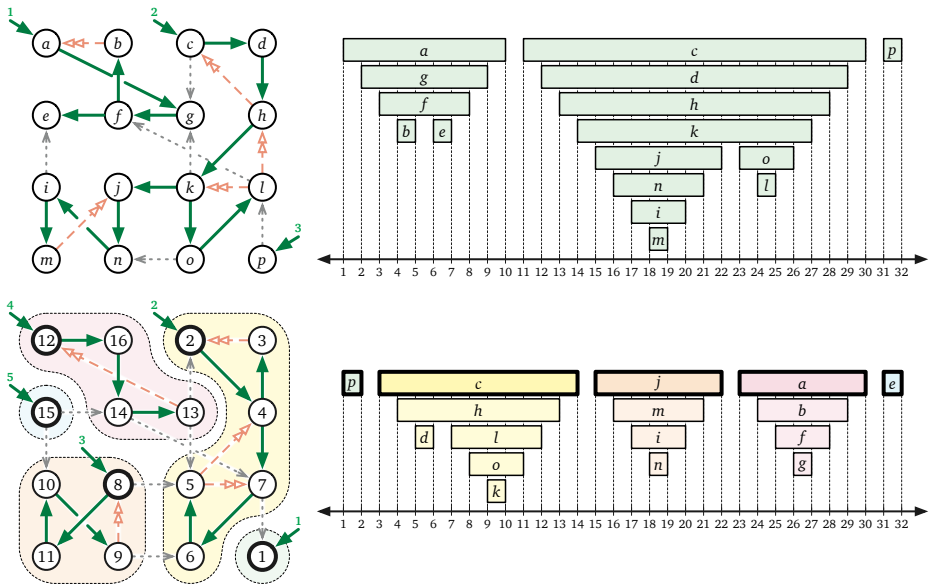 1 2
a b c d
e f g h
i j k l
3
m n o p
a c p
g d
f h
b e k
j o
n l
i
m
1 2 3 4 5 6 7 8 9 10 11 12 13 14 15 16 17 18 19 20 21 22 23 24 25 26 27 28 29 30 31 32
4 2
12 16 2 3
5
15 14 13 4
3
10 8 5 7
1
11 9 6 1
p c j a e
h m b
d l i f
o n g
k
1 2 3 4 5 6 7 8 9 10 11 12 13 14 15 16 17 18 19 20 21 22 23 24 25 26 27 28 29 30 31 32